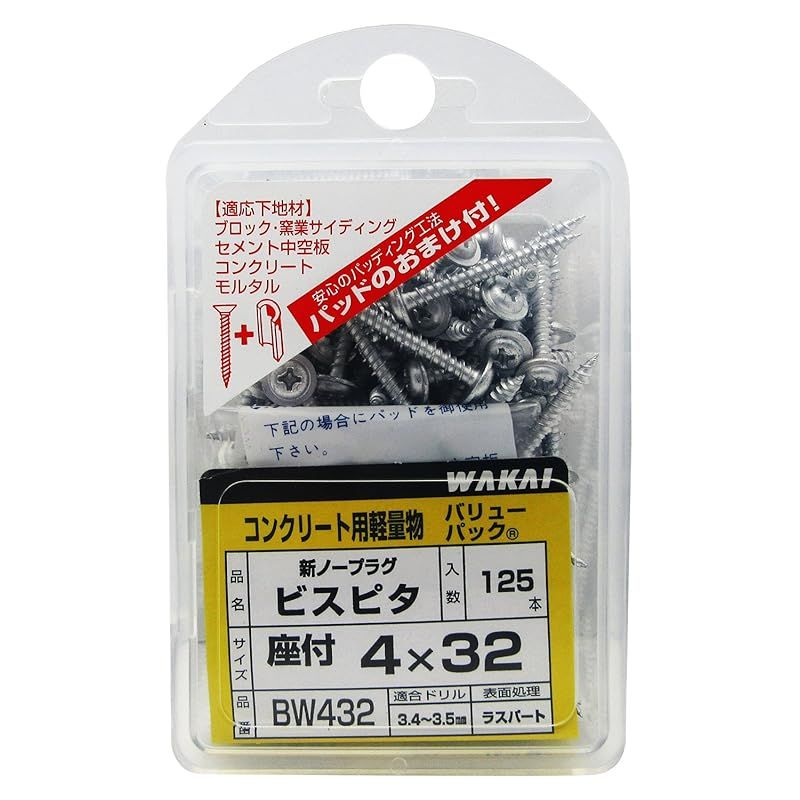 【適応下地材】
ブロック・窯業サイディング
セメント中空板
コンクリート
モルタル
+
安心のパッディング工法
パッドのおまけ付!
下記の場合にパッドを御使用
下さい。
WAKAI
コンクリート用軽量物
バリュー
パック®
品名
新ノープラグ
ビスピタ
入数
125本
サイズ
座付 4×32
品番
BW432
適合ドリル
3.4~3.5mm
表面処理
ラスパート